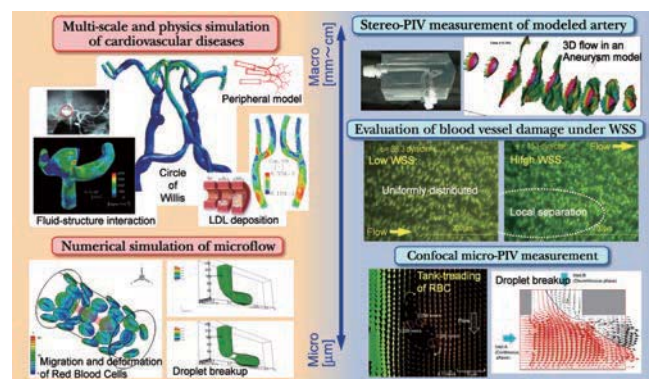 Multi-scale and physics simulation
of cardiovascular diseases
Peripheral model
Circle
of
Willis
Fluid-structure interaction
LDL deposition
Numerical simulation of microflow
Migration and deformation
of Red Blood Cells
Droplet breakup
Macro
[mm～cm]
Micro
[μm]
Stereo-PIV measurement of modeled artery
3D flow in an
Aneurysm model
Evaluation of blood vessel damage under WSS
Low WSS:
Uniformly distributed
Flow
Flow
Hifgh WSS:
Local separation
Confocal micro-PIV measurement
Tank-treading
of RBC
Droplet breakup